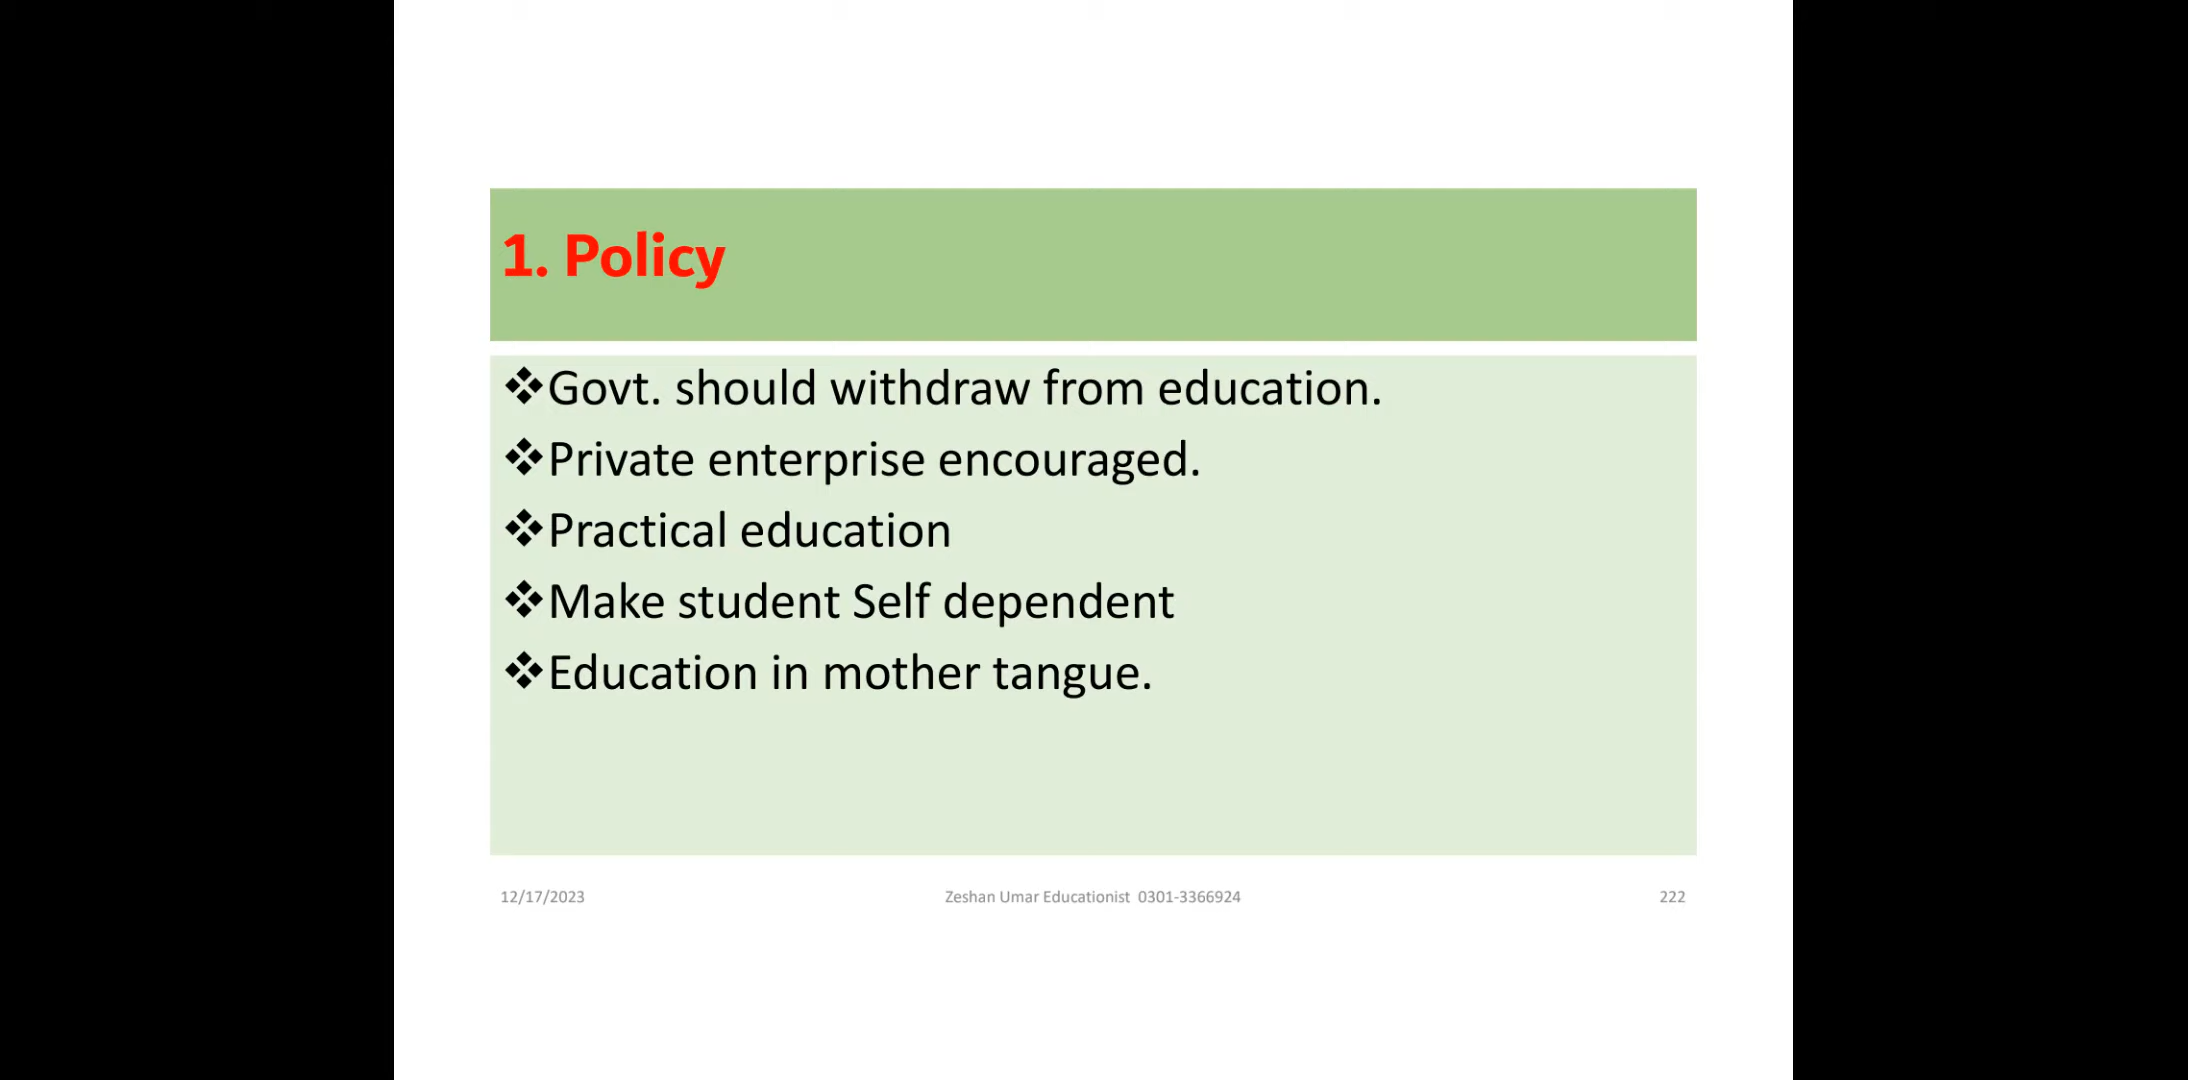 1. Policy
❖Govt. should withdraw from education.
❖Private enterprise encouraged.
❖Practical education
❖Make student Self dependent
❖Education in mother tangue.
12/17/2023 Zeshan Umar Educationist 0301-3366924 222